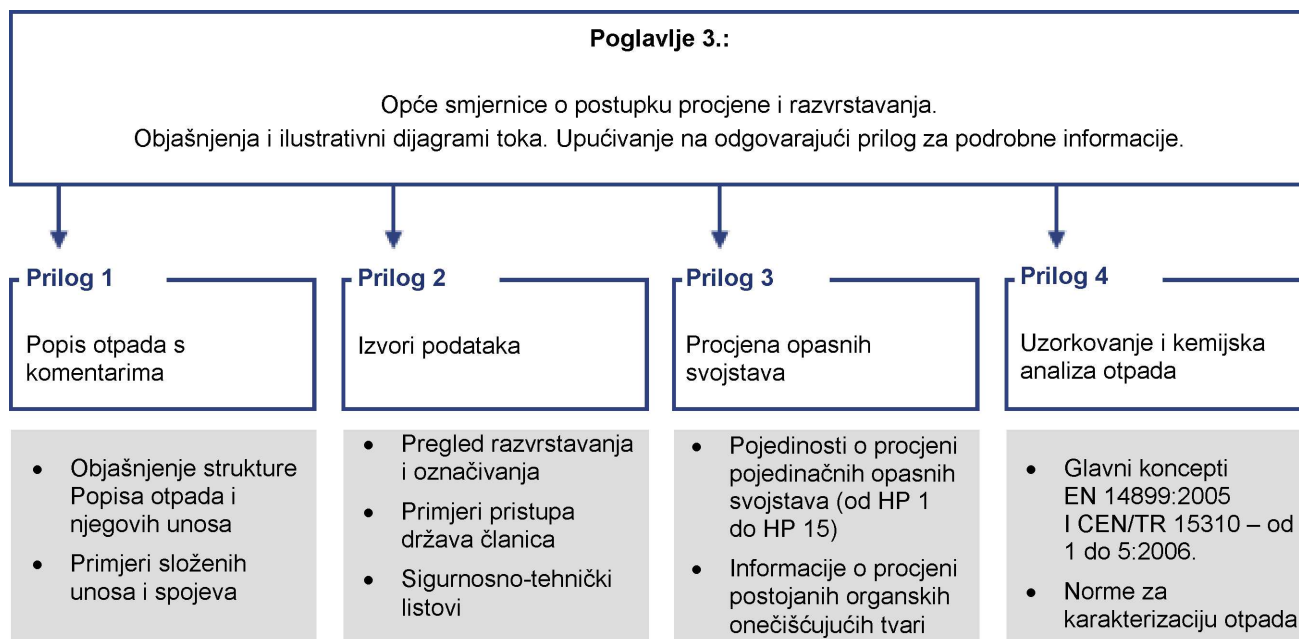 Poglavlje 3.:
Opće smjernice o postupku procjene i razvrstavanja.
Objašnjenja i ilustrativni dijagrami toka. Upućivanje na odgovarajući prilog za podrobne informacije.
Prilog 1
Popis otpada s
komentarima
• Objašnjenje strukture
Popisa otpada i
njegovih unosa
• Primjeri složenih
unosa i spojeva
Prilog 2
Izvori podataka
• Pregled razvrstavanja
i označivanja
• Primjeri pristupa
država članica
• Sigurnosno-tehnički
listovi
Prilog 3
Procjena opasnih
svojstava
• Pojedinosti o procjeni
pojedinačnih opasnih
svojstava (od HP 1
do HP 15)
• Informacije o procjeni
postojanih organskih
onečišćujućih tvari
Prilog 4
Uzorkovanje i kemijska
analiza otpada
• Glavni koncepti
EN 14899:2005
I CEN/TR 15310 – od
1 do 5:2006.
• Norme za
karakterizaciju otpada